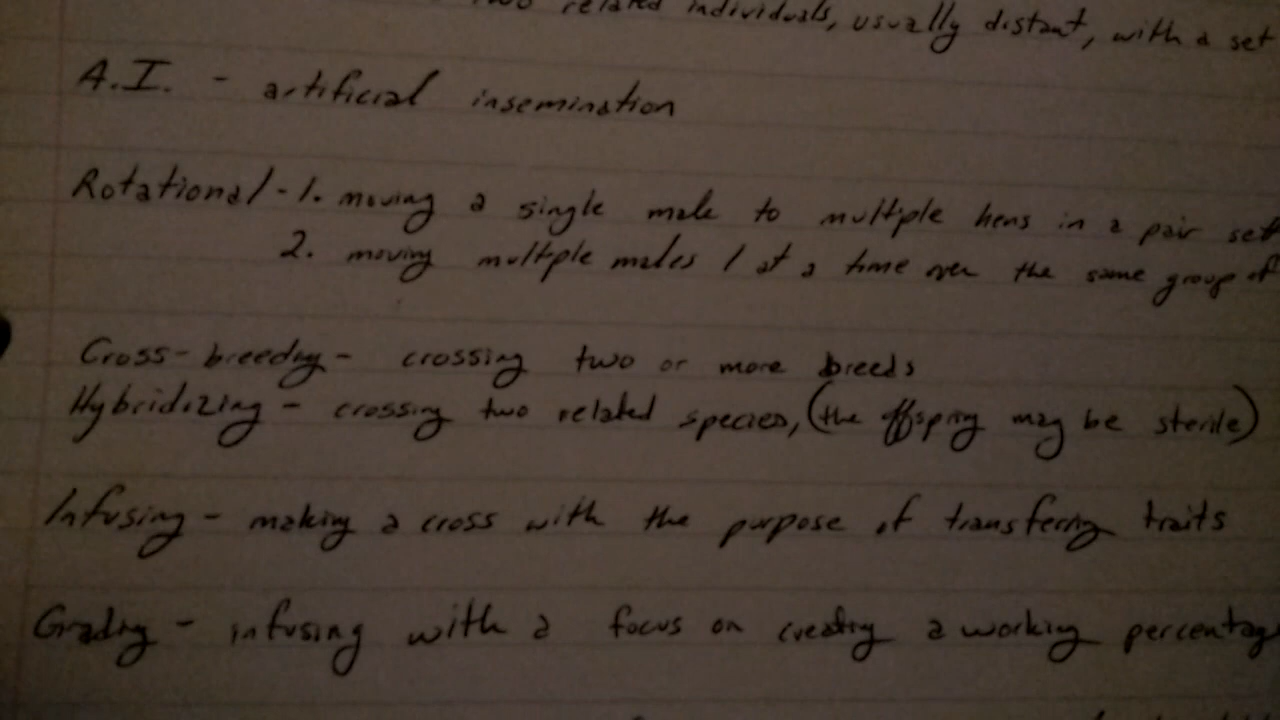 two related individuals, usually distant, with a set
A.I. - artificial insemination
Rotational - 1. moving a single male to multiple hens in a pair set
2. moving multiple males 1 at a time over the same group of
Cross-breeding - crossing two or more breeds
Hybridizing - crossing two related species, (the offspring may be sterile)
Infusing - making a cross with the purpose of transferring traits
Grading - infusing with a focus on creating a working percentag